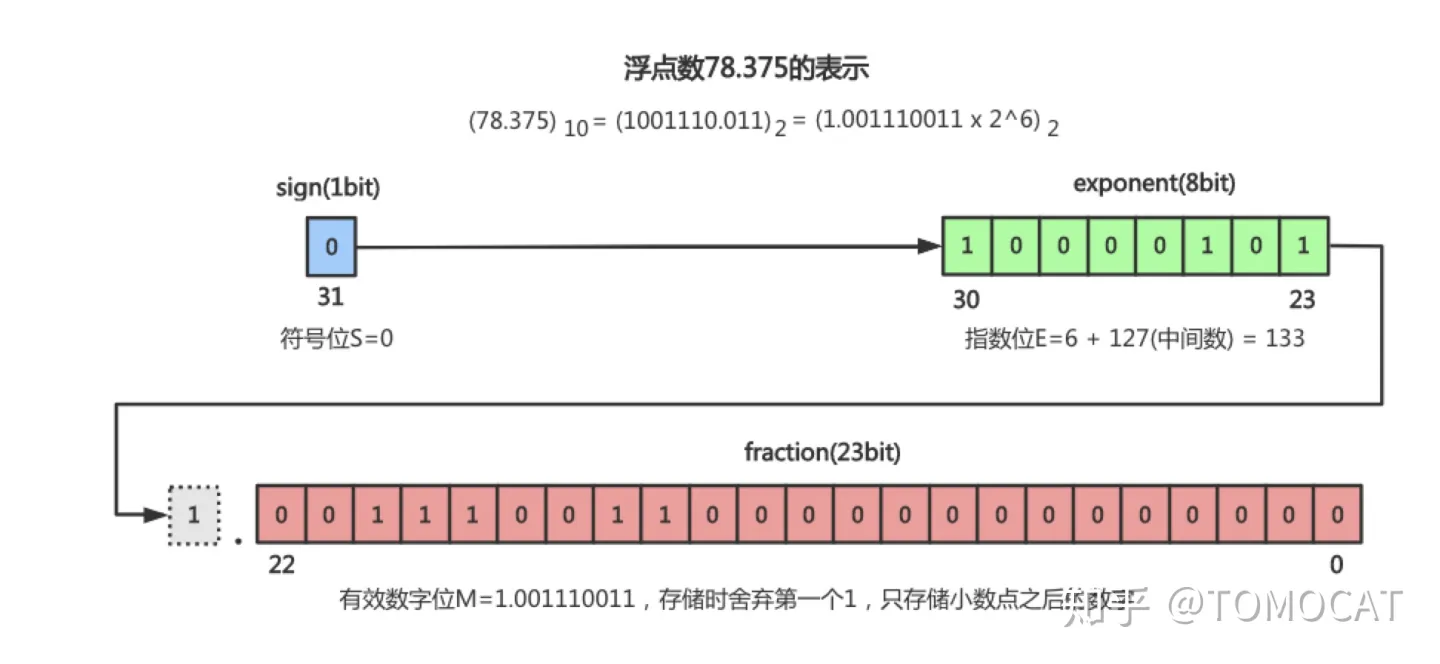 浮点数78.375的表示
(78.375) 10 = (1001110.011) 2 = (1.001110011 x 2^6) 2
sign(1bit)
exponent(8bit)
0
1 0 0 0 0 1 0 1
31
30 23
符号位S=0
指数位E=6 + 127(中间数) = 133
fraction(23bit)
1 . 0 0 1 1 1 0 0 1 1 0 0 0 0 0 0 0 0 0 0 0 0 0 0
22 0
有效数字位M=1.001110011，存储时舍弃第一个1，只存储小数点之后的数字
知乎 @TOMOCAT